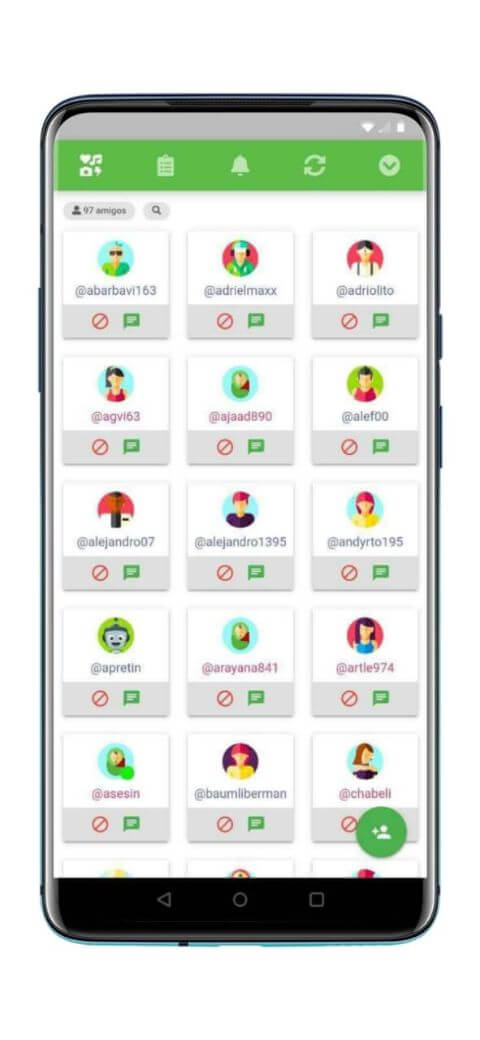 97 amigos
@abarbavi163 @adrielmaxx @adriolito
@agvi63 @ajaad890 @alef00
@alejandro07 @alejandro1395 @andyrto195
@apretin @arayana841 @artle974
@asesin @baumliberman @chabeli